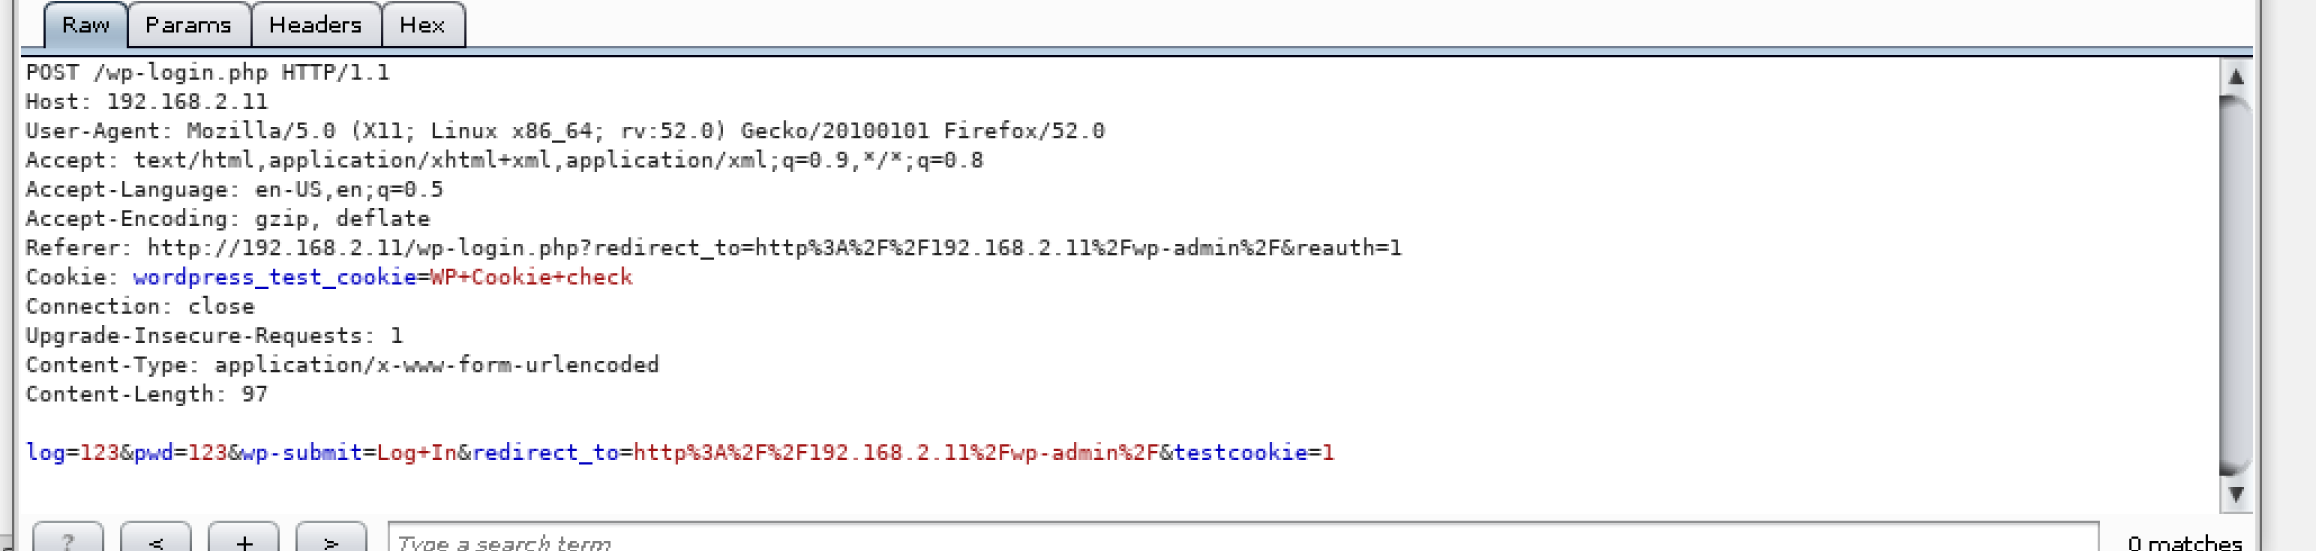 Raw Params Headers Hex
POST /wp-login.php HTTP/1.1
Host: 192.168.2.11
User-Agent: Mozilla/5.0 (X11; Linux x86_64; rv:52.0) Gecko/20100101 Firefox/52.0
Accept: text/html,application/xhtml+xml,application/xml;q=0.9,*/*;q=0.8
Accept-Language: en-US,en;q=0.5
Accept-Encoding: gzip, deflate
Referer: http://192.168.2.11/wp-login.php?redirect_to=http%3A%2F%2F192.168.2.11%2Fwp-admin%2F&reauth=1
Cookie: wordpress_test_cookie=WP+Cookie+check
Connection: close
Upgrade-Insecure-Requests: 1
Content-Type: application/x-www-form-urlencoded
Content-Length: 97
log=123&pwd=123&wp-submit=Log+In&redirect_to=http%3A%2F%2F192.168.2.11%2Fwp-admin%2F&testcookie=1
? < + > Type a search term 0 matches